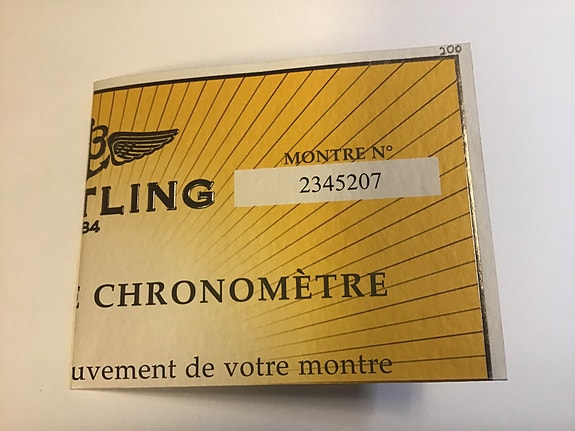 200
MONTRE N°
2345207
TLING
84
CHRONOMÈTRE
uvement de votre montre